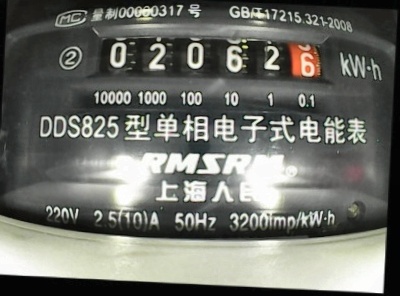 MC 量制00000317号 GB/T17215.321-2008
② 0 2 0 6 2 6 kW·h
10000 1000 100 10 1 0.1
DDS825型单相电子式电能表
RMSRM®
上海人民
220V 2.5(10)A 50Hz 3200imp/kW·h